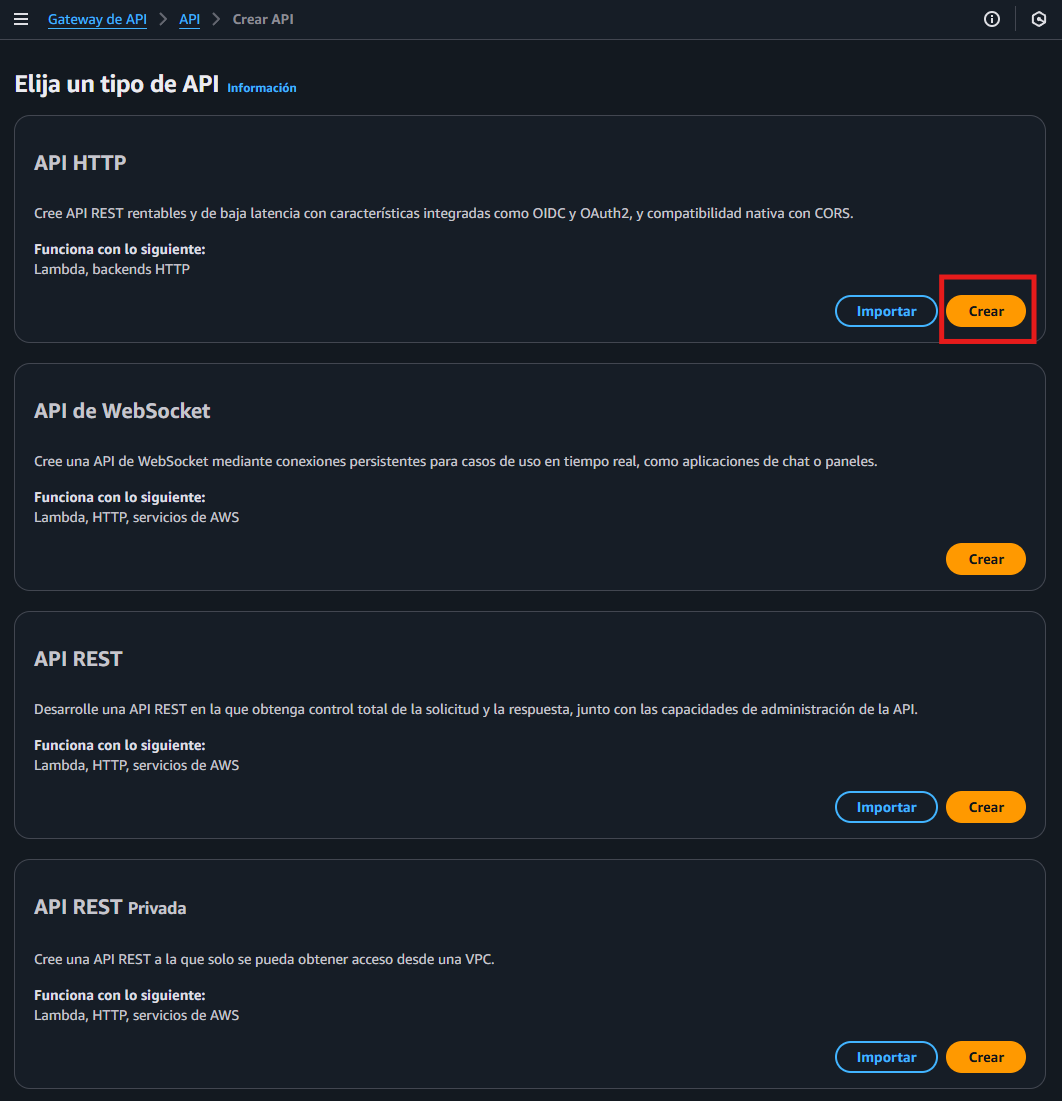 Gateway de API > API > Crear API
Elija un tipo de API Información
API HTTP
Cree API REST rentables y de baja latencia con características integradas como OIDC y OAuth2, y compatibilidad nativa con CORS.
Funciona con lo siguiente:
Lambda, backends HTTP
Importar Crear
API de WebSocket
Cree una API de WebSocket mediante conexiones persistentes para casos de uso en tiempo real, como aplicaciones de chat o paneles.
Funciona con lo siguiente:
Lambda, HTTP, servicios de AWS
Crear
API REST
Desarrolle una API REST en la que obtenga control total de la solicitud y la respuesta, junto con las capacidades de administración de la API.
Funciona con lo siguiente:
Lambda, HTTP, servicios de AWS
Importar Crear
API REST Privada
Cree una API REST a la que solo se pueda obtener acceso desde una VPC.
Funciona con lo siguiente:
Lambda, HTTP, servicios de AWS
Importar Crear